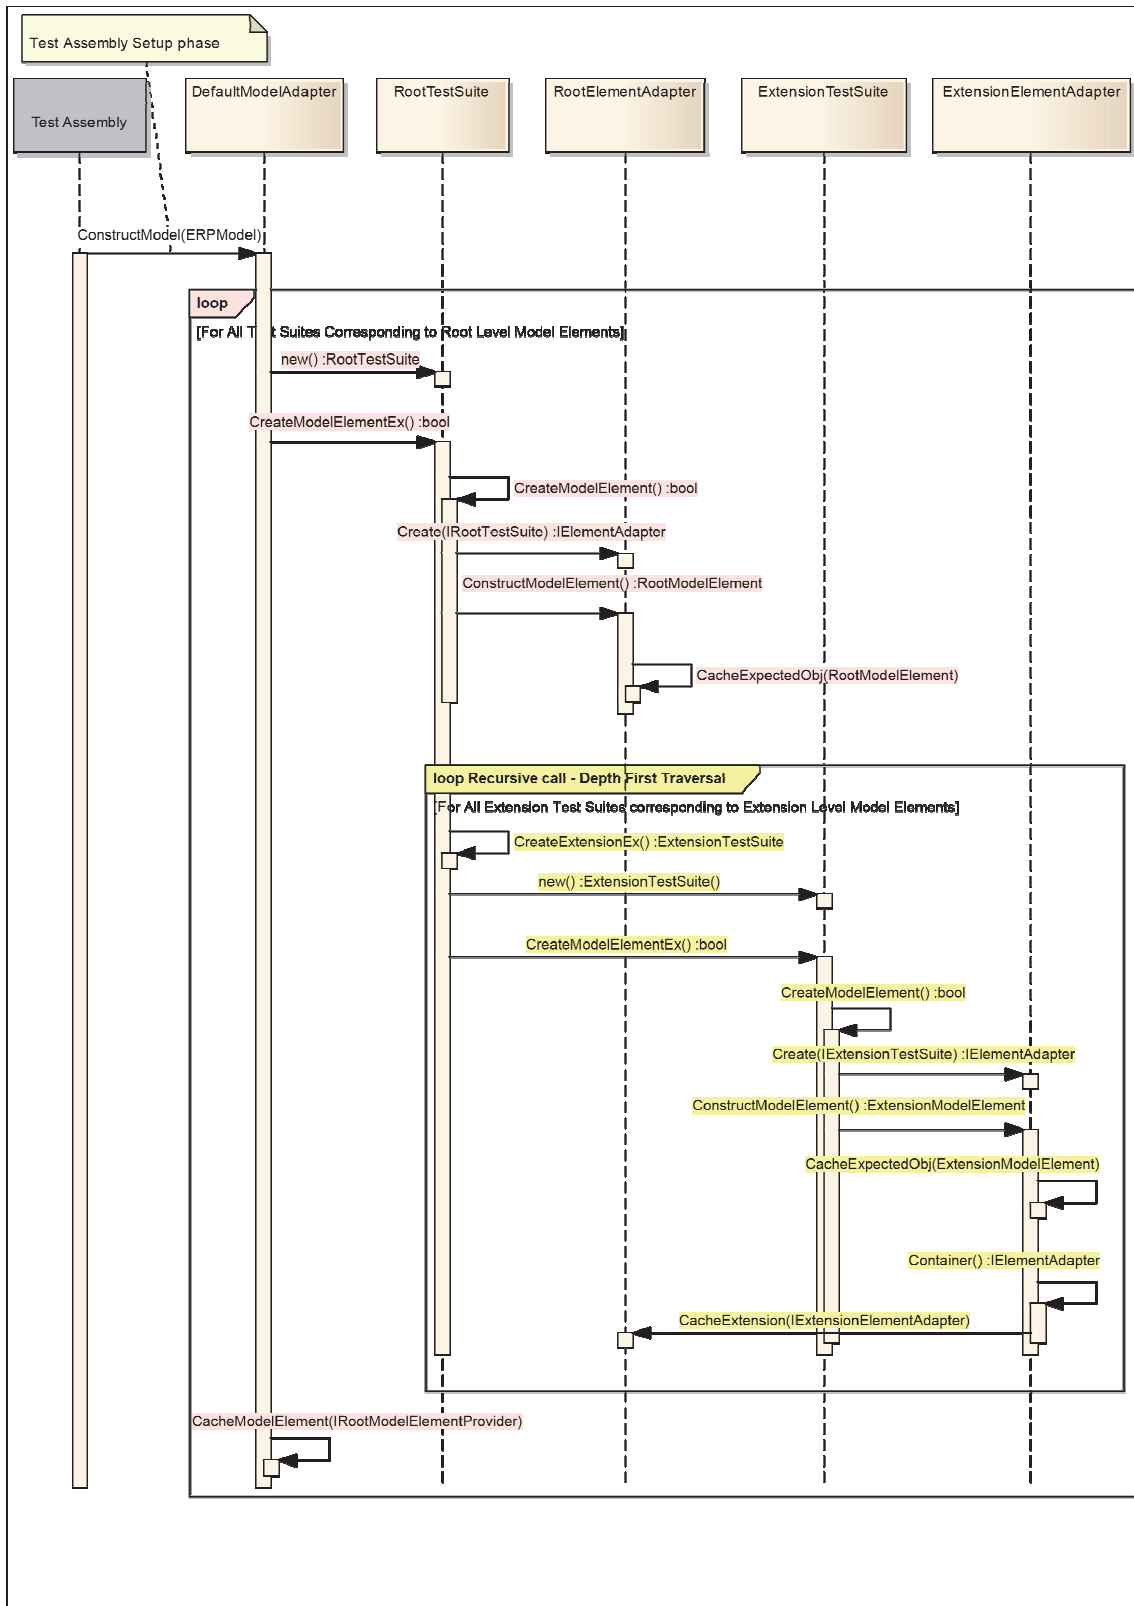 Test Assembly Setup phase
Test Assembly
DefaultModelAdapter
RootTestSuite
RootElementAdapter
ExtensionTestSuite
ExtensionElementAdapter
ConstructModel(ERPModel)
loop
[For All Test Suites Corresponding to Root Level Model Elements]
new() :RootTestSuite
CreateModelElementEx() :bool
CreateModelElement() :bool
Create(IRootTestSuite) :IElementAdapter
ConstructModelElement() :RootModelElement
CacheExpectedObj(RootModelElement)
loop Recursive call - Depth First Traversal
[For All Extension Test Suites corresponding to Extension Level Model Elements]
CreateExtensionEx() :ExtensionTestSuite
new() :ExtensionTestSuite()
CreateModelElementEx() :bool
CreateModelElement() :bool
Create(IExtensionTestSuite) :IElementAdapter
ConstructModelElement() :ExtensionModelElement
CacheExpectedObj(ExtensionModelElement)
Container() :IElementAdapter
CacheExtension(IExtensionElementAdapter)
CacheModelElement(IRootModelElementProvider)